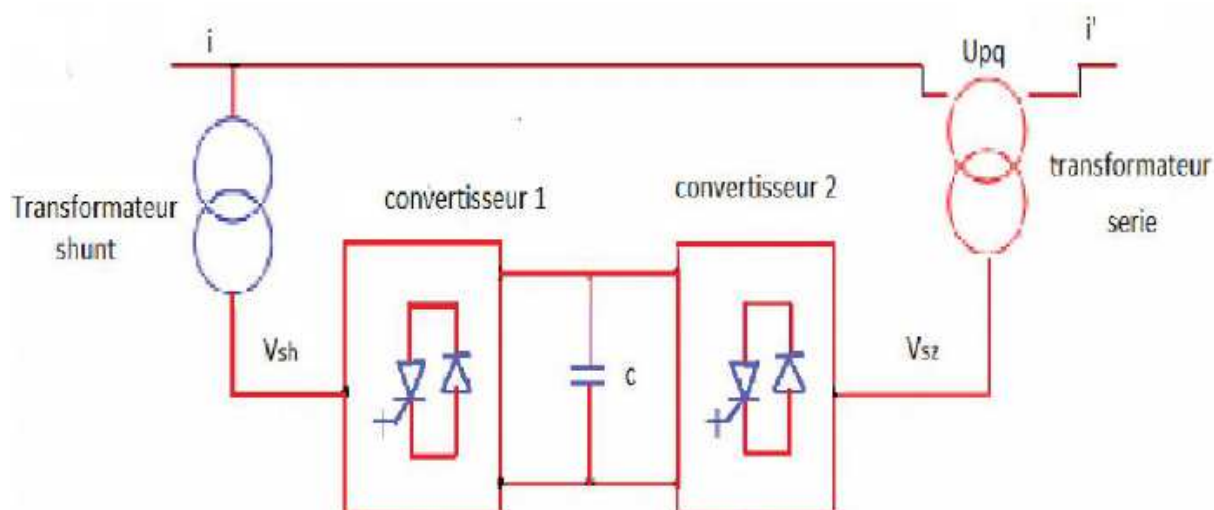 i
i'
Upq
transformateur
serie
convertisseur 1
convertisseur 2
Transformateur
shunt
Vsh
c
Vsz